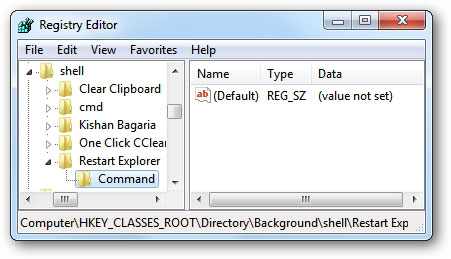 Registry Editor
File Edit View Favorites Help
shell
Clear Clipboard
cmd
Kishan Bagaria
One Click CClear
Restart Explorer
Command
Name Type Data
ab (Default) REG_SZ (value not set)
Computer\HKEY_CLASSES_ROOT\Directory\Background\shell\Restart Exp